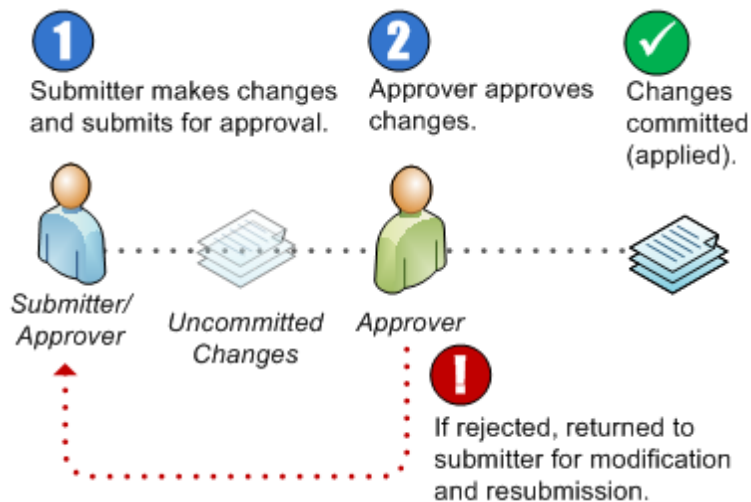 1
Submitter makes changes
and submits for approval.
2
Approver approves
changes.
Changes
committed
(applied).
Submitter/
Approver
Uncommitted
Changes
Approver
!
If rejected, returned to
submitter for modification
and resubmission.